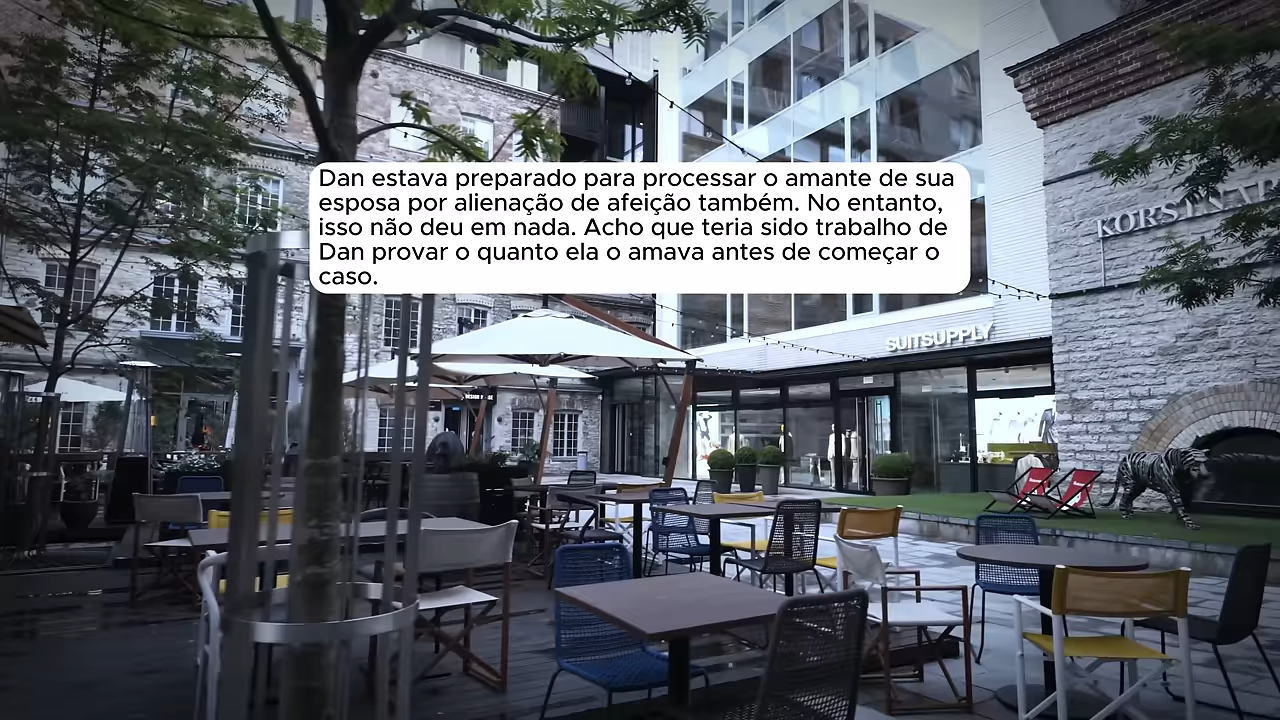 Dan estava preparado para processar o amante de sua
esposa por alienação de afeição também. No entanto,
isso não deu em nada. Acho que teria sido trabalho de
Dan provar o quanto ela o amava antes de começar o
caso.
KORSTNAD
SUITSUPPLY